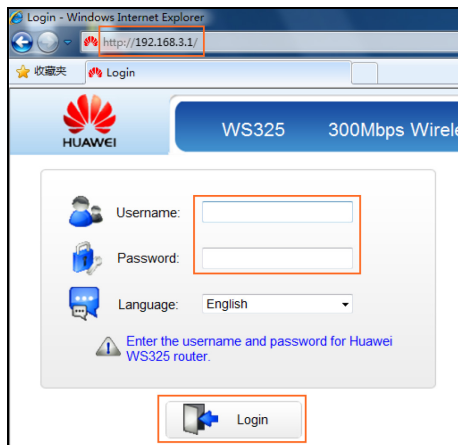 Login - Windows Internet Explorer
http://192.168.3.1/
收藏夹 Login
HUAWEI
WS325 300Mbps
Username:
Password:
Language: English
Enter the username and password for Huawei
WS325 router.
Login